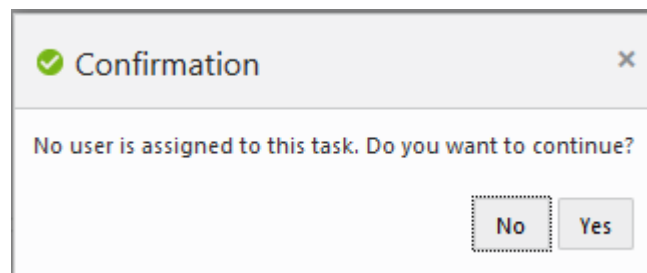 Confirmation
No user is assigned to this task. Do you want to continue?
No Yes